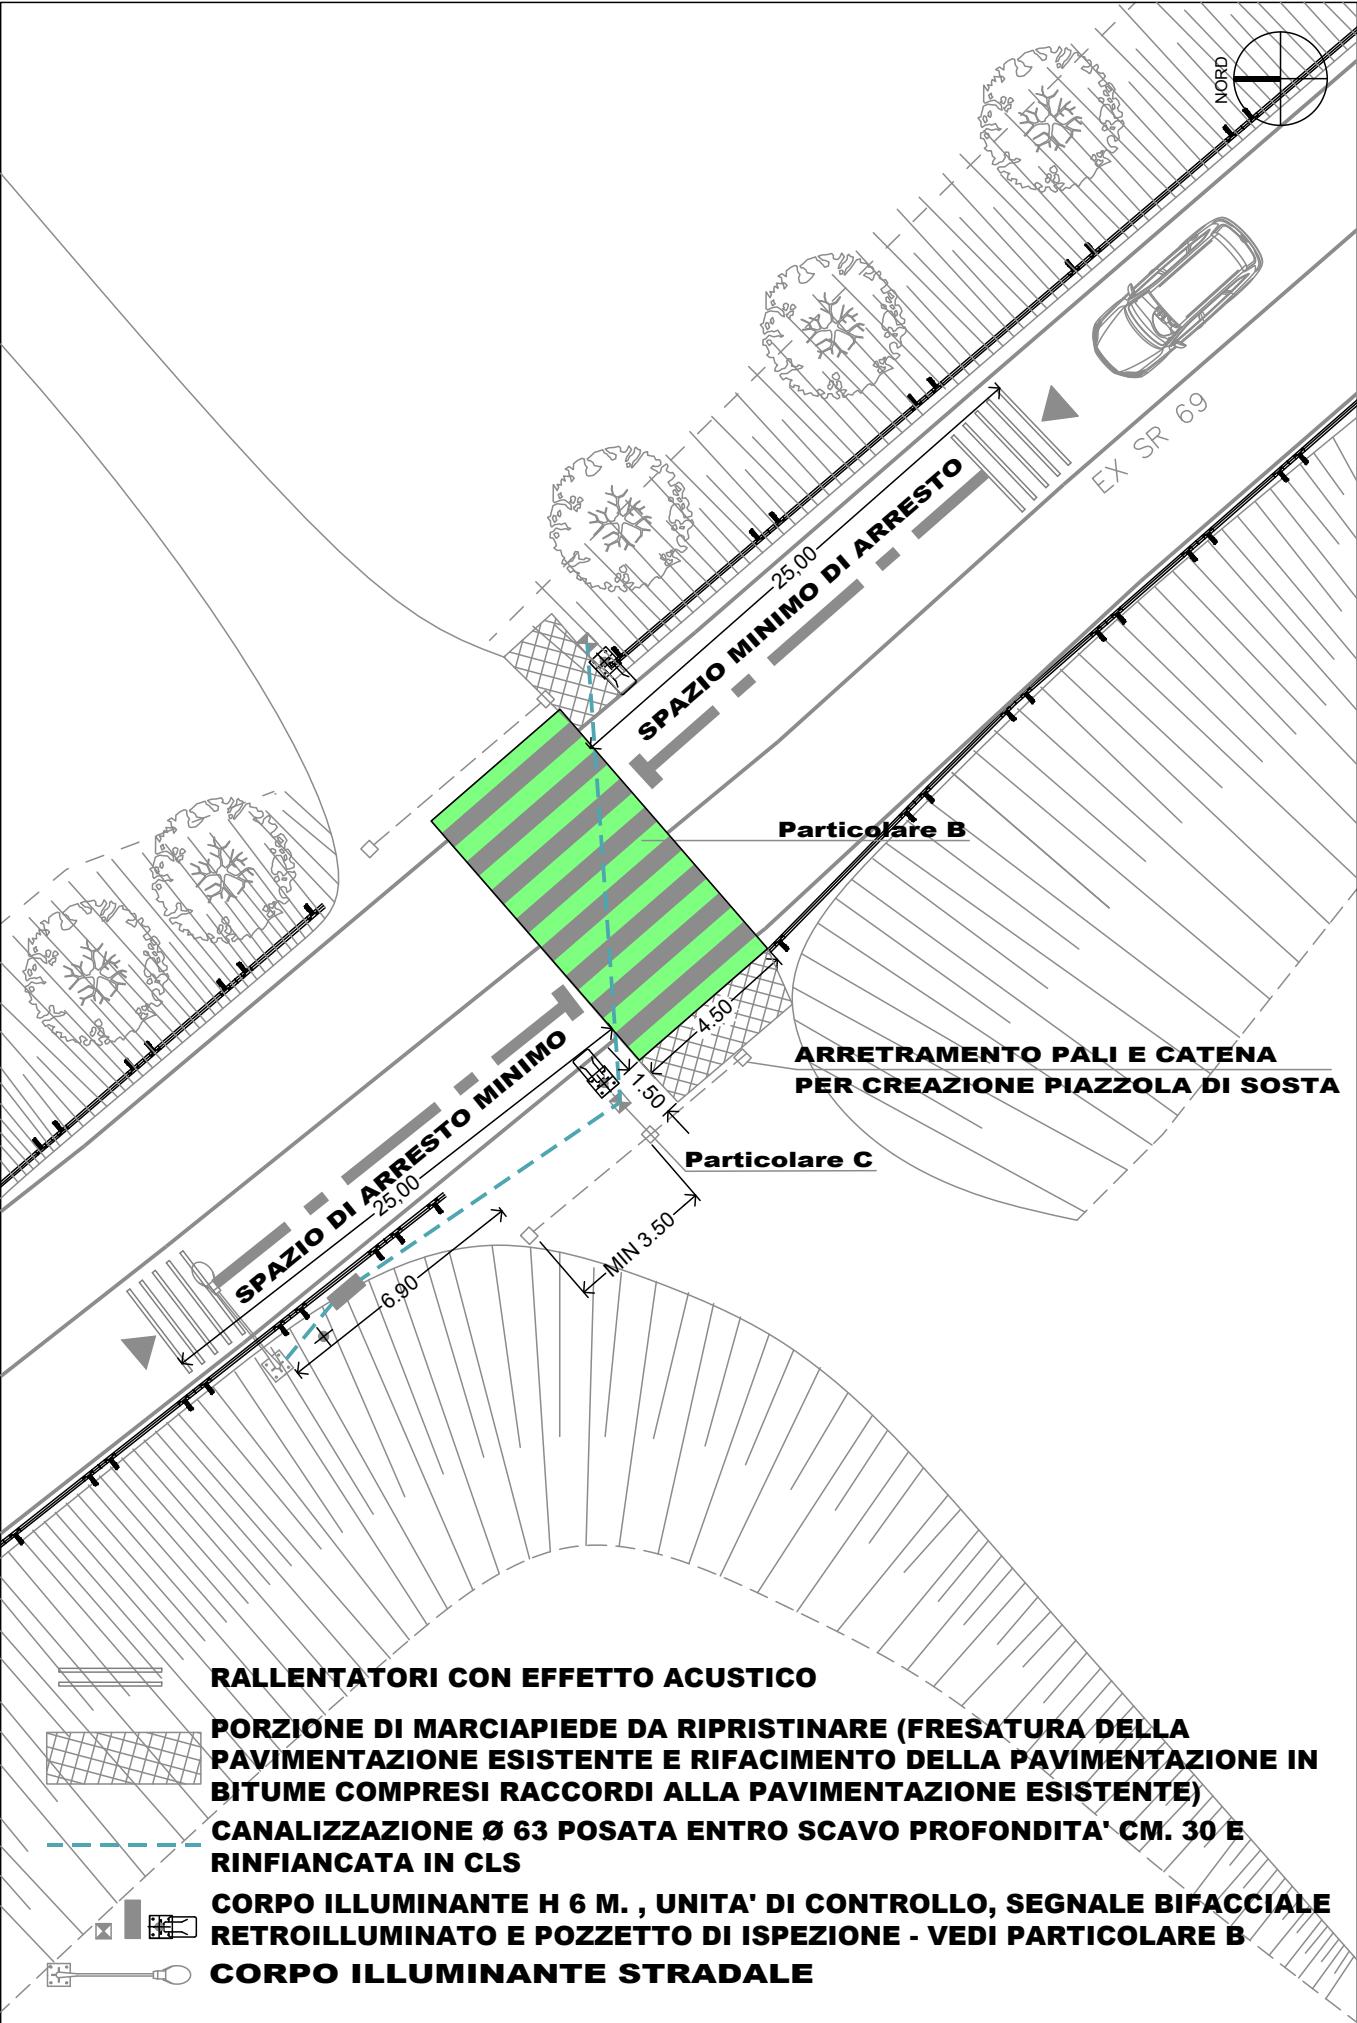 NORD
EX SR 69
25,00
SPAZIO MINIMO DI ARRESTO
Particolare B
4.50
1.50
ARRETRAMENTO PALI E CATENA
PER CREAZIONE PIAZZOLA DI SOSTA
Particolare C
SPAZIO DI ARRESTO MINIMO
25,00
MIN 3.50
6.90
RALLENTATORI CON EFFETTO ACUSTICO
PORZIONE DI MARCIAPIEDE DA RIPRISTINARE (FRESATURA DELLA
PAVIMENTAZIONE ESISTENTE E RIFACIMENTO DELLA PAVIMENTAZIONE IN
BITUME COMPRESI RACCORDI ALLA PAVIMENTAZIONE ESISTENTE)
CANALIZZAZIONE Ø 63 POSATA ENTRO SCAVO PROFONDITA' CM. 30 E
RINFIANCATA IN CLS
CORPO ILLUMINANTE H 6 M. , UNITA' DI CONTROLLO, SEGNALE BIFACCIALE
RETROILLUMINATO E POZZETTO DI ISPEZIONE - VEDI PARTICOLARE B
CORPO ILLUMINANTE STRADALE